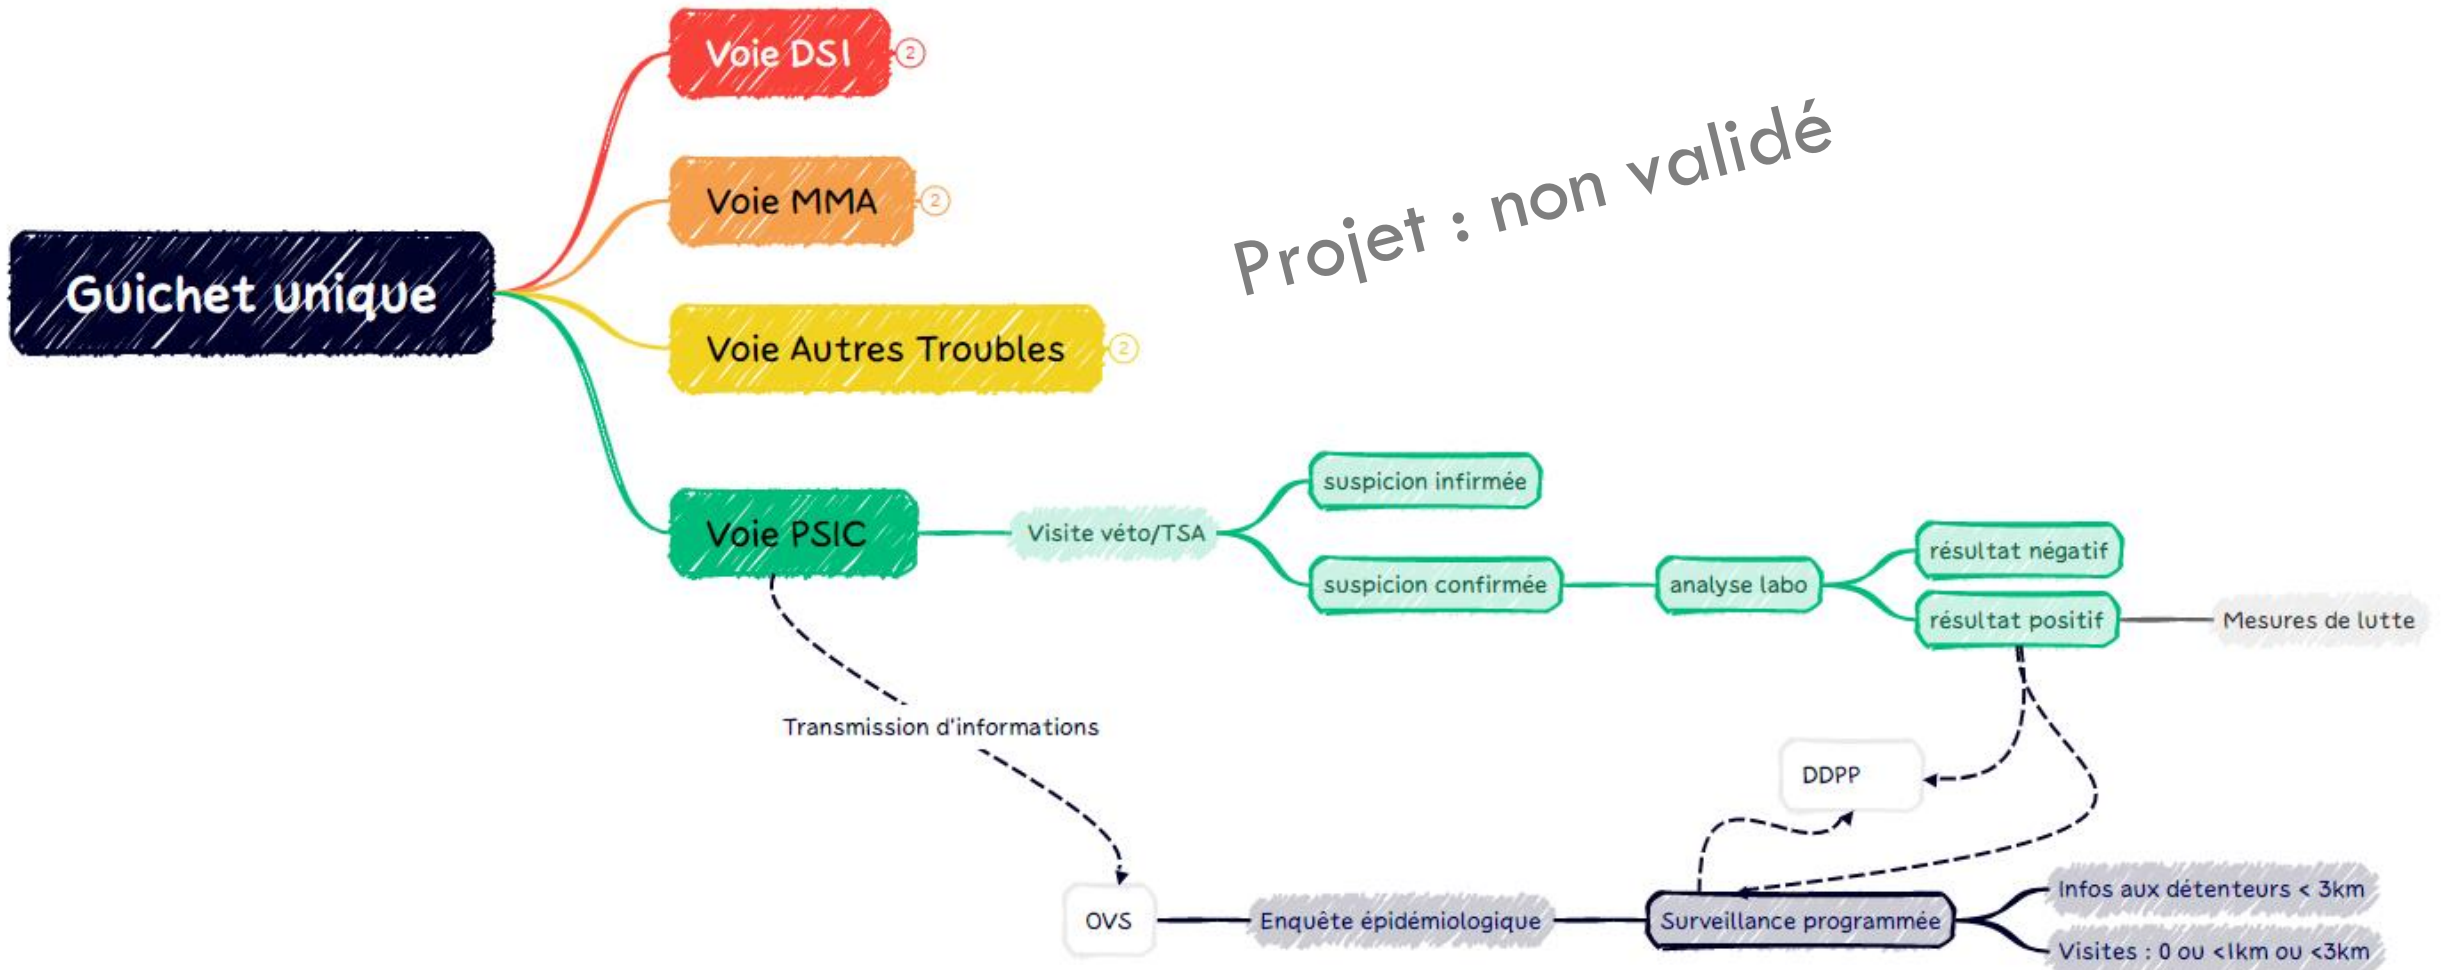 Voie DSI
2
Voie MMA
2
Projet : non validé
Guichet unique
Voie Autres Troubles
2
Voie PSIC
Visite véto/TSA
suspicion infirmée
suspicion confirmée
analyse labo
résultat négatif
résultat positif
Mesures de lutte
Transmission d'informations
DDPP
OVS
Enquête épidémiologique
Surveillance programmée
Infos aux détenteurs < 3km
Visites : 0 ou <1km ou <3km